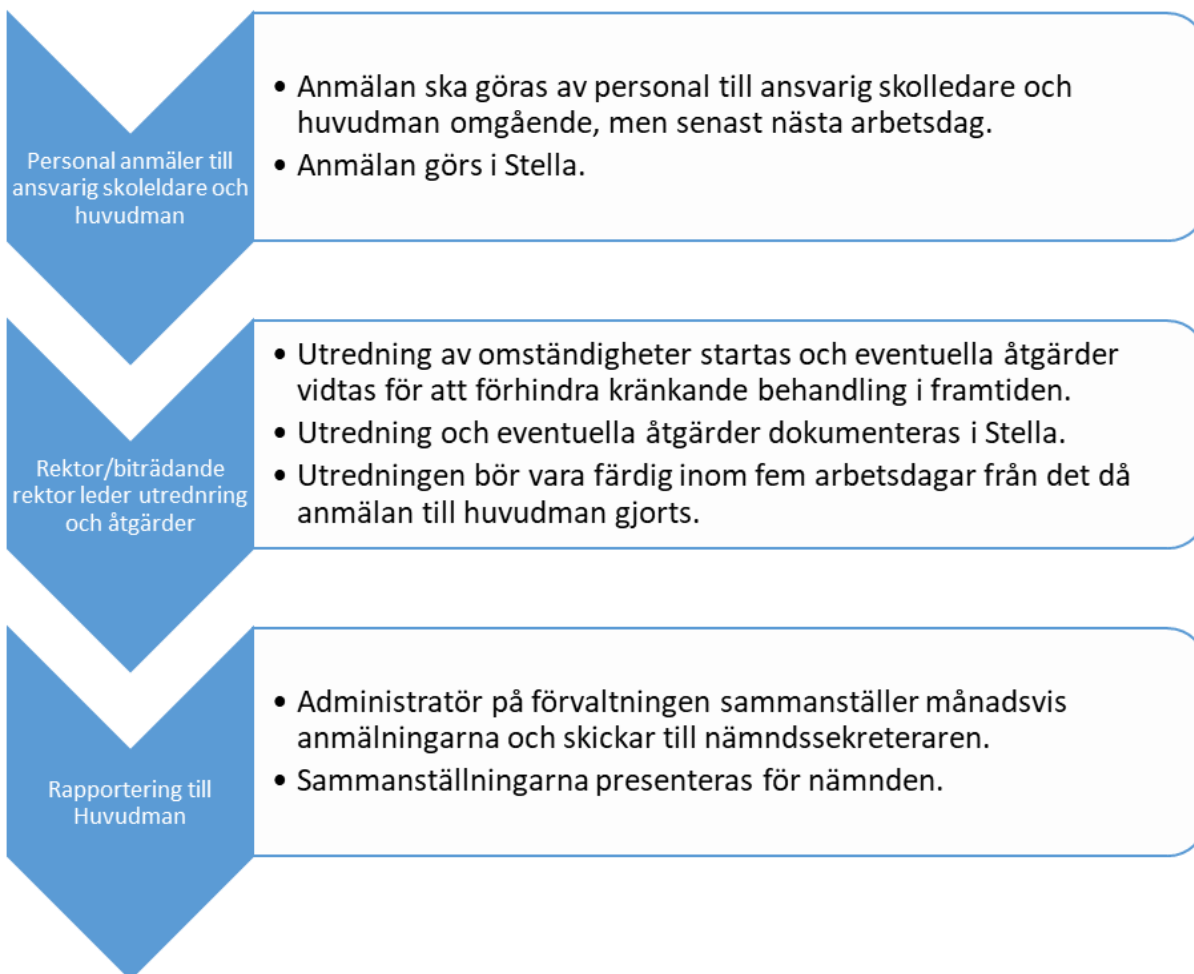 Personal anmäler till
ansvarig skoleldare och
huvudman
• Anmälan ska göras av personal till ansvarig skolledare och
huvudman omgående, men senast nästa arbetsdag.
• Anmälan görs i Stella.
Rektor/biträdande
rektor leder utrednring
och åtgärder
• Utredning av omständigheter startas och eventuella åtgärder
vidtas för att förhindra kränkande behandling i framtiden.
• Utredning och eventuella åtgärder dokumenteras i Stella.
• Utredningen bör vara färdig inom fem arbetsdagar från det då
anmälan till huvudman gjorts.
Rapportering till
Huvudman
• Administratör på förvaltningen sammanställer månadsvis
anmälningarna och skickar till nämndssekreteraren.
• Sammanställningarna presenteras för nämnden.